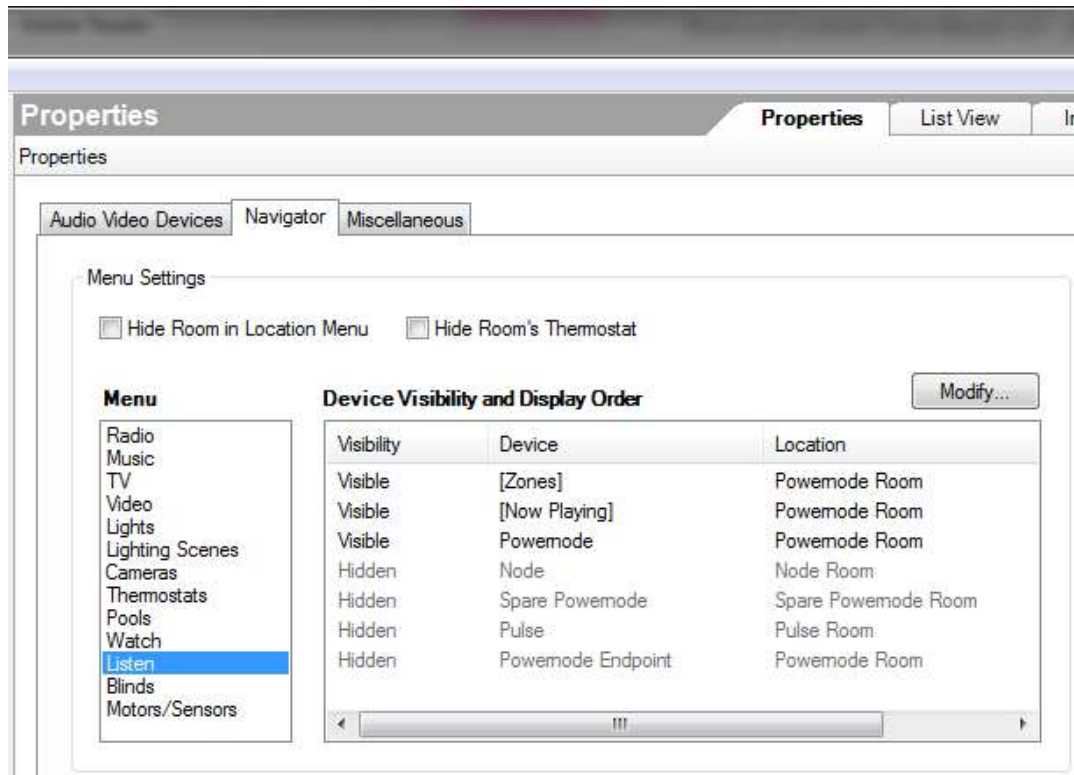 Properties Properties List View
Properties
Audio Video Devices Navigator Miscellaneous
Menu Settings
Hide Room in Location Menu Hide Room's Thermostat
Menu Device Visibility and Display Order Modify...
Radio
Music
TV
Video
Lights
Lighting Scenes
Cameras
Thermostats
Pools
Watch
Listen
Blinds
Motors/Sensors
Visibility Device Location
Visible [Zones] Powernode Room
Visible [Now Playing] Powernode Room
Visible Powernode Powernode Room
Hidden Node Node Room
Hidden Spare Powernode Spare Powernode Room
Hidden Pulse Pulse Room
Hidden Powernode Endpoint Powernode Room